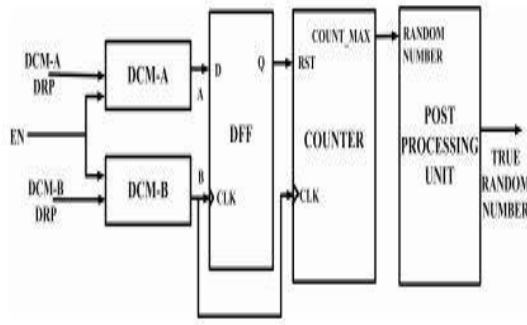 DCM-A
DRP
EN
DCM-B
DRP
DCM-A
A
DCM-B
B
D
Q
DFF
CLK
COUNT_MAX
RST
COUNTER
CLK
RANDOM
NUMBER
POST
PROCESSING
UNIT
TRUE
RANDOM
NUMBER